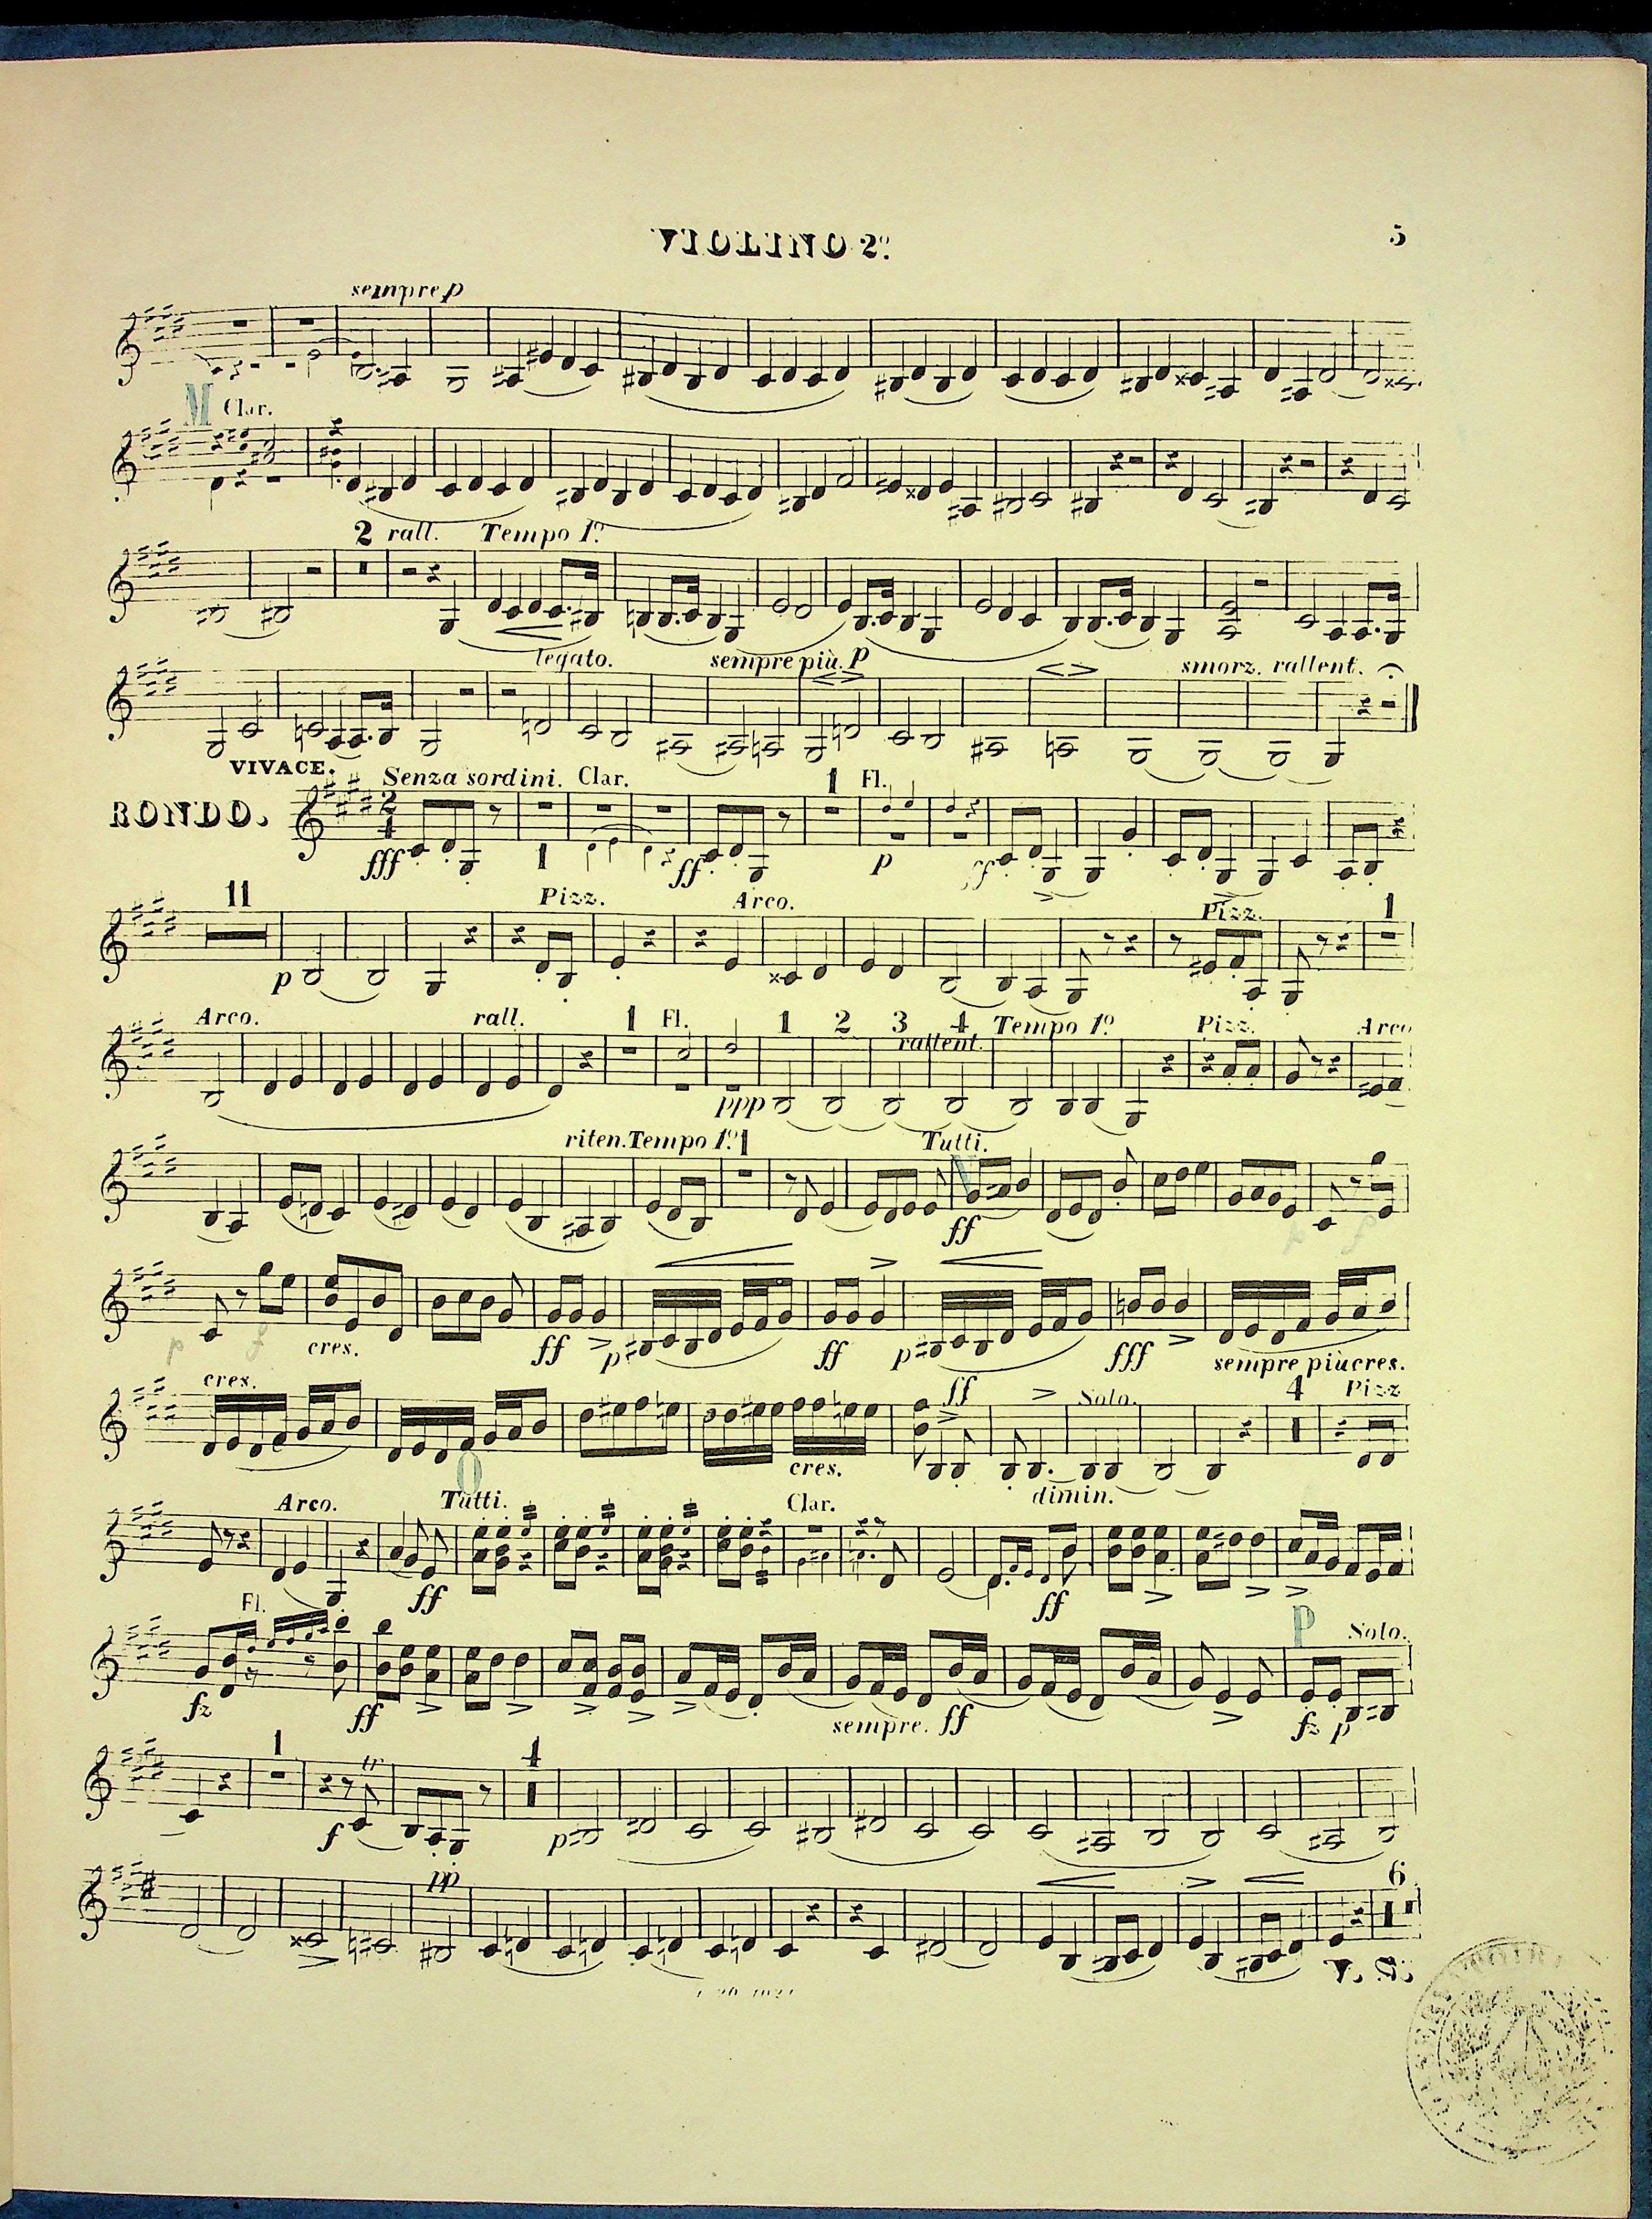 VIOLINO 2º.
5
sempre p
M Clar.
2 rall. Tempo 1º.
legato. sempre più. p smorz. rallent.
VIVACE. Senza sordini. Clar. 1 Fl.
RONDO.
2
4
fff 1 ff p ff
11 Pizz. Arco. Pizz. 1
p
Arco. rall. 1 Fl. 1 2 3 4 Tempo 1º Pizz. Arco
rallent.
ppp
riten. Tempo 1º. 1 Tutti.
N
ff
p f
p f cres. ff p ff p fff sempre più cres.
cres. ff Solo. 4 Pizz
cres.
O
Arco. Tutti. Clar. dimin.
ff ff
Fl. P Solo.
fz ff sempre. ff fz p
1 tr 4
f p
pp 6
V. S.